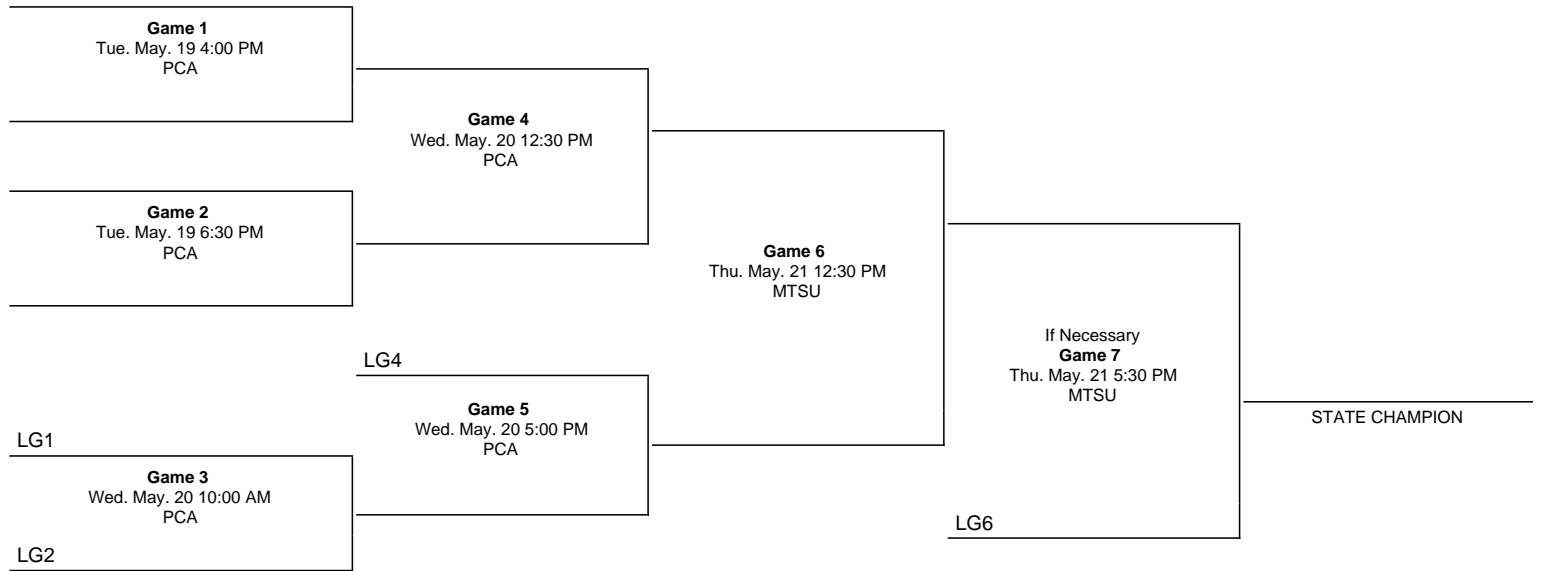 Game 1
Tue. May. 19 4:00 PM
PCA
Game 4
Wed. May. 20 12:30 PM
PCA
Game 2
Tue. May. 19 6:30 PM
PCA
Game 6
Thu. May. 21 12:30 PM
MTSU
If Necessary
Game 7
Thu. May. 21 5:30 PM
MTSU
LG4
Game 5
Wed. May. 20 5:00 PM
PCA
STATE CHAMPION
LG1
Game 3
Wed. May. 20 10:00 AM
PCA
LG6
LG2